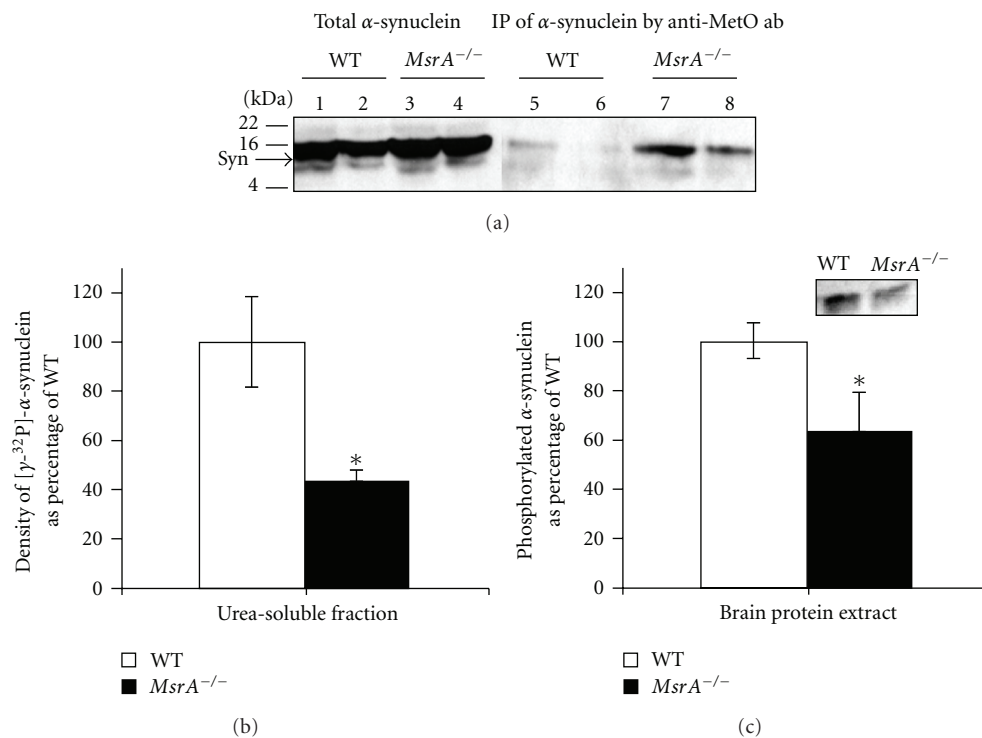 Total α-synuclein IP of α-synuclein by anti-MetO ab
WT MsrA−/− WT MsrA−/−
(kDa) 1 2 3 4 5 6 7 8
22
16
Syn
4
(a)
Density of [γ-32P]-α-synuclein
as percentage of WT
120
100
80
60
40
20
0
*
Urea-soluble fraction
WT
MsrA−/−
(b)
Phosphorylated α-synuclein
as percentage of WT
120
100
80
60
40
20
0
WT MsrA−/−
*
Brain protein extract
WT
MsrA−/−
(c)